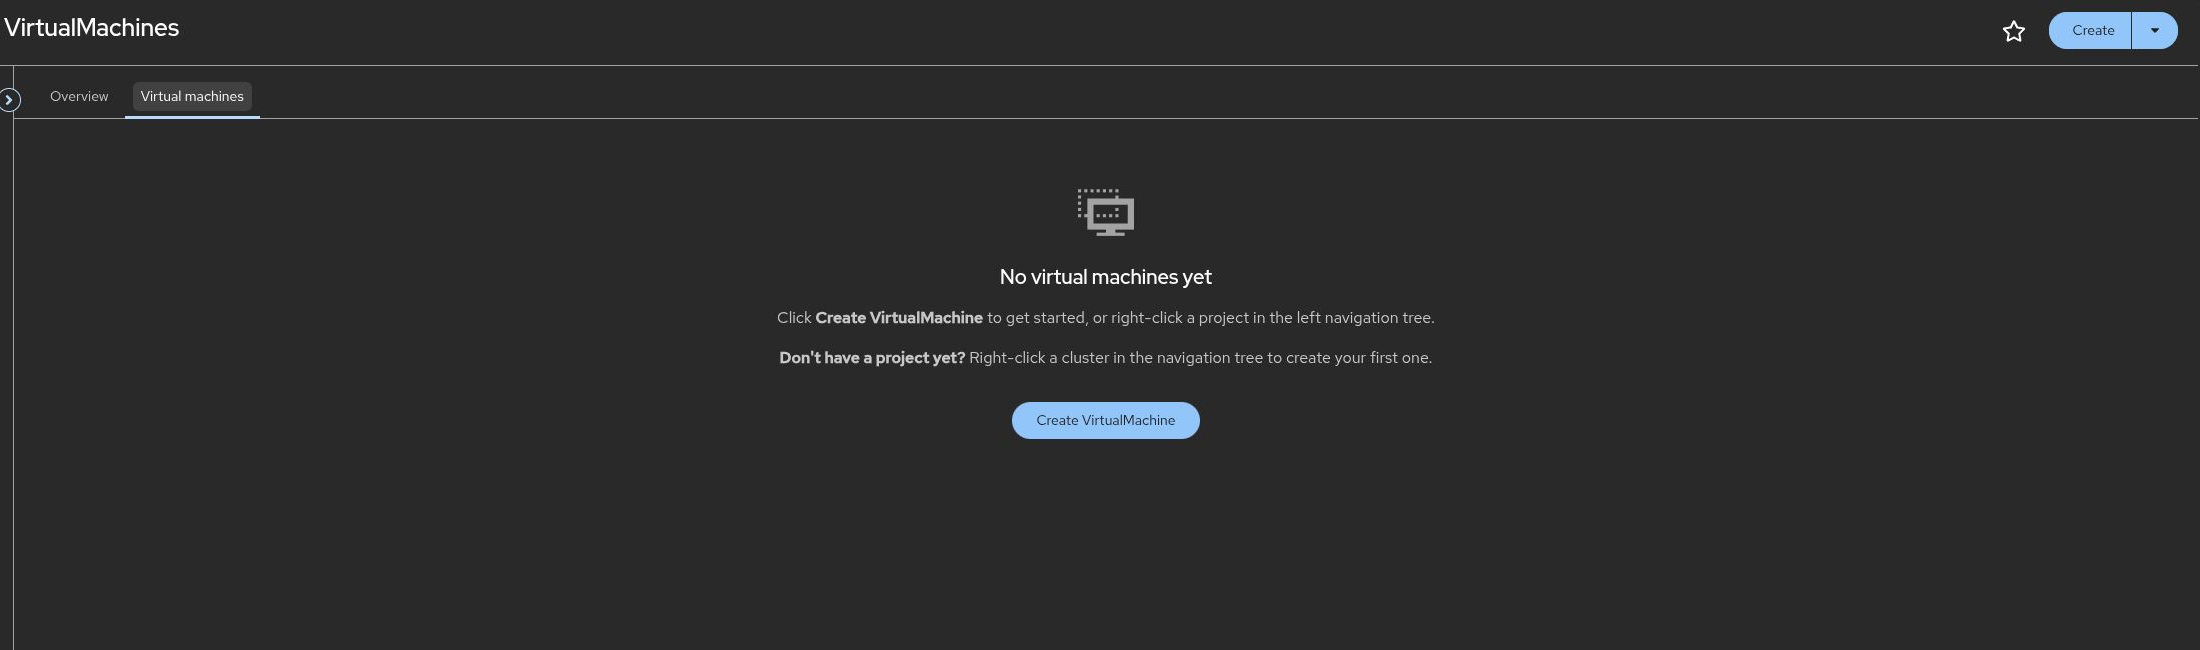 VirtualMachines
Create
Overview
Virtual machines
No virtual machines yet
Click Create VirtualMachine to get started, or right-click a project in the left navigation tree.
Don't have a project yet? Right-click a cluster in the navigation tree to create your first one.
Create VirtualMachine